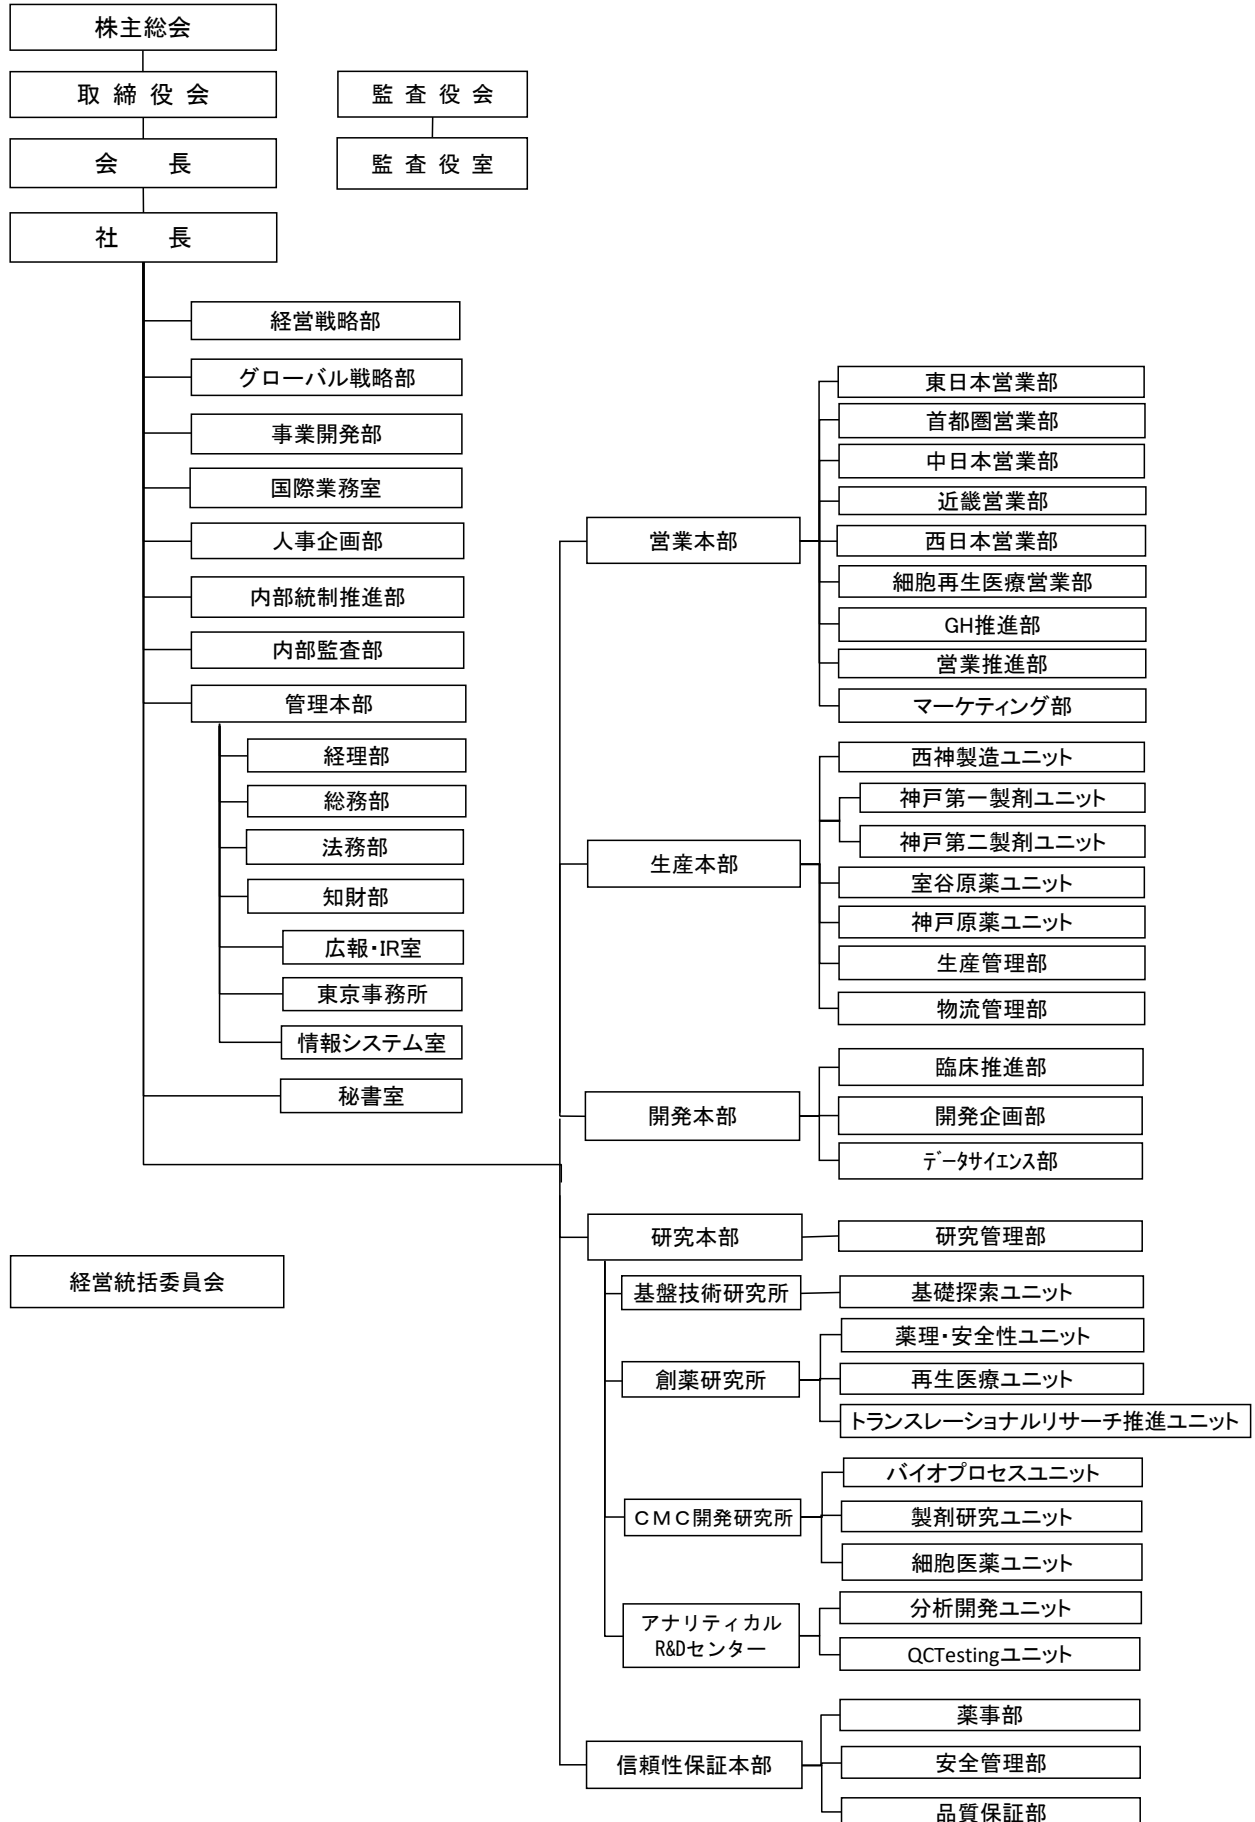 株主総会
取締役会
会　長
社　長
監査役会
監査役室
経営戦略部
グローバル戦略部
事業開発部
国際業務室
人事企画部
内部統制推進部
内部監査部
管理本部
経理部
総務部
法務部
知財部
広報・IR室
東京事務所
情報システム室
秘書室
経営統括委員会
営業本部
東日本営業部
首都圏営業部
中日本営業部
近畿営業部
西日本営業部
細胞再生医療営業部
GH推進部
営業推進部
マーケティング部
生産本部
西神製造ユニット
神戸第一製剤ユニット
神戸第二製剤ユニット
室谷原薬ユニット
神戸原薬ユニット
生産管理部
物流管理部
開発本部
臨床推進部
開発企画部
データサイエンス部
研究本部
研究管理部
基盤技術研究所
基礎探索ユニット
創薬研究所
薬理・安全性ユニット
再生医療ユニット
トランスレーショナルリサーチ推進ユニット
ＣＭＣ開発研究所
バイオプロセスユニット
製剤研究ユニット
細胞医薬ユニット
アナリティカル
R&Dセンター
分析開発ユニット
QCTestingユニット
信頼性保証本部
薬事部
安全管理部
品質保証部